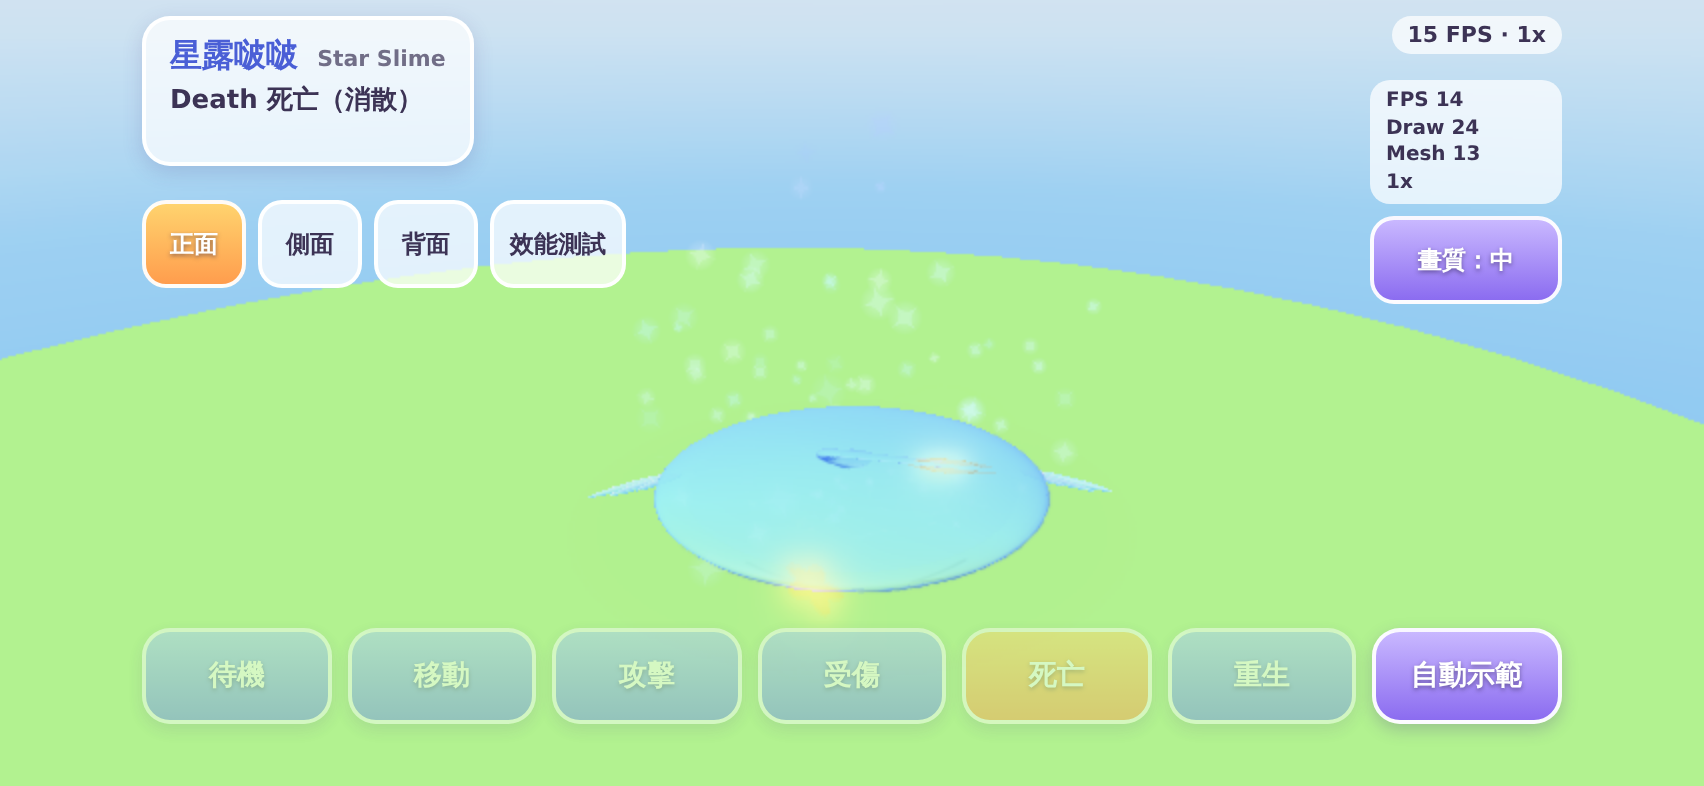 星露啵啵 Star Slime
Death 死亡（消散）
15 FPS · 1x
FPS 14
Draw 24
Mesh 13
1x
正面
側面
背面
效能測試
畫質：中
待機
移動
攻擊
受傷
死亡
重生
自動示範